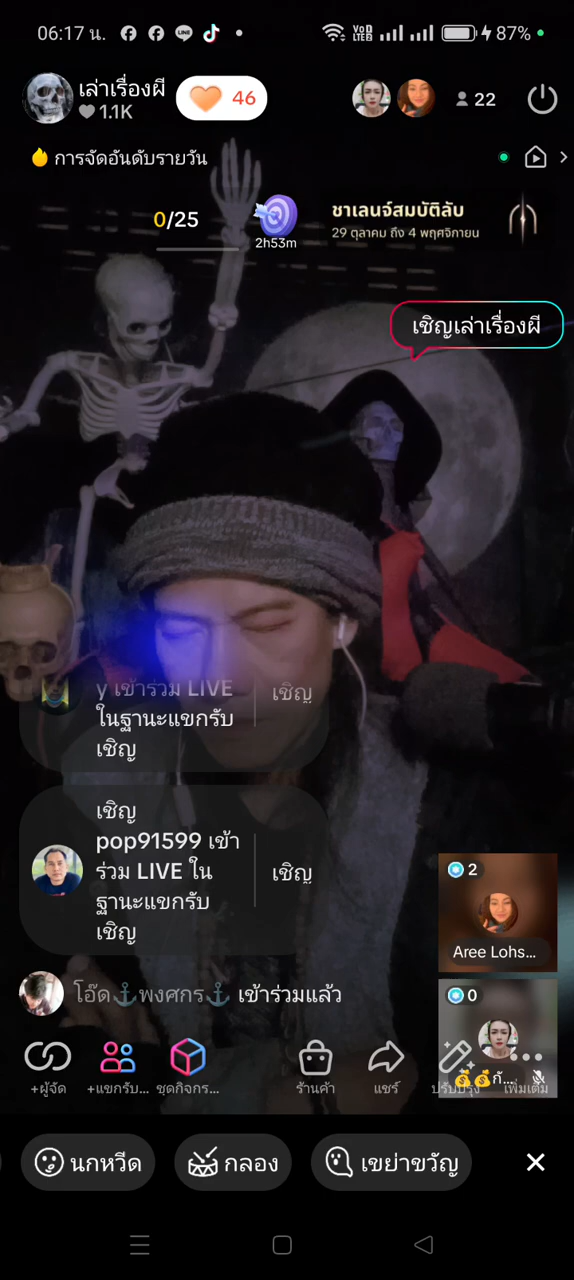 06:17 น.
LINE
VoD LTE2
87%
เล่าเรื่องผี
1.1K
46
22
การจัดอันดับรายวัน
0/25
2h53m
ชาเลนจ์สมบัติลับ
29 ตุลาคม ถึง 4 พฤศจิกายน
เชิญเล่าเรื่องผี
y เข้าร่วม LIVE
ในฐานะแขกรับ
เชิญ
เชิญ
เชิญ
pop91599 เข้า
ร่วม LIVE ใน
ฐานะแขกรับ
เชิญ
เชิญ
2
Aree Lohs...
โอ๊ด⚓พงศกร⚓ เข้าร่วมแล้ว
0
💰💰กั...
+ผู้จัด
+แขกรับ...
ชุดกิจกร...
ร้านค้า
แชร์
ปรับปรุง
เพิ่มเติม
นกหวีด
กลอง
เขย่าขวัญ